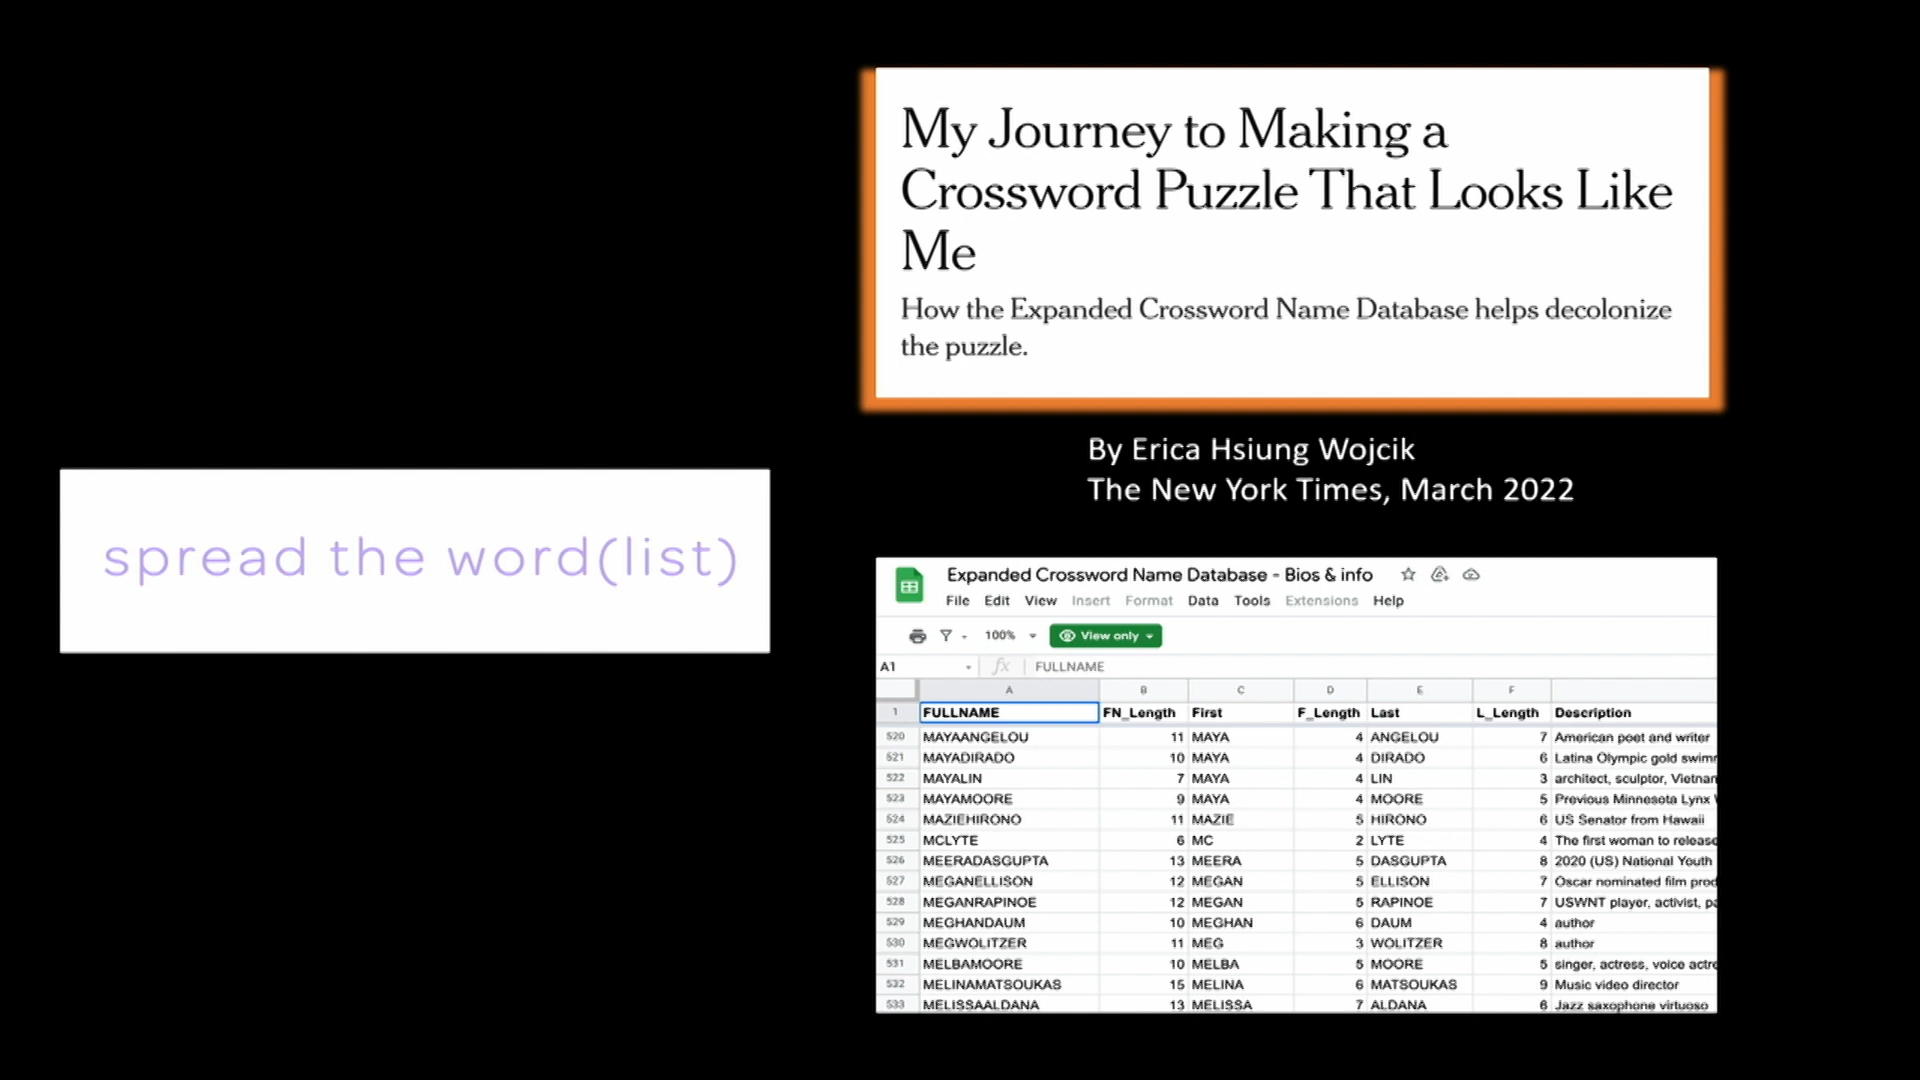 My Journey to Making a
Crossword Puzzle That Looks Like
Me
How the Expanded Crossword Name Database helps decolonize
the puzzle.
By Erica Hsiung Wojcik
The New York Times, March 2022
spread the word(list)
Expanded Crossword Name Database - Bios & info
File Edit View Insert Format Data Tools Extensions Help
100% View only
A1 fx FULLNAME
A B C D E F
1 FULLNAME FN_Length First F_Length Last L_Length Description
520 MAYAANGELOU 11 MAYA 4 ANGELOU 7 American poet and writer
521 MAYADIRADO 10 MAYA 4 DIRADO 6 Latina Olympic gold swimm
522 MAYALIN 7 MAYA 4 LIN 3 architect, sculptor, Vietnan
523 MAYAMOORE 9 MAYA 4 MOORE 5 Previous Minnesota Lynx
524 MAZIEHIRONO 11 MAZIE 5 HIRONO 6 US Senator from Hawaii
525 MCLYTE 6 MC 2 LYTE 4 The first woman to release
526 MEERADASGUPTA 13 MEERA 5 DASGUPTA 8 2020 (US) National Youth
527 MEGANELLISON 12 MEGAN 5 ELLISON 7 Oscar nominated film prod
528 MEGANRAPINOE 12 MEGAN 5 RAPINOE 7 USWNT player, activist, pa
529 MEGHANDAUM 10 MEGHAN 6 DAUM 4 author
530 MEGWOLITZER 11 MEG 3 WOLITZER 8 author
531 MELBAMOORE 10 MELBA 5 MOORE 5 singer, actress, voice actre
532 MELINAMATSOUKAS 15 MELINA 6 MATSOUKAS 9 Music video director
533 MELISSAALDANA 13 MELISSA 7 ALDANA 6 Jazz saxophone virtuoso